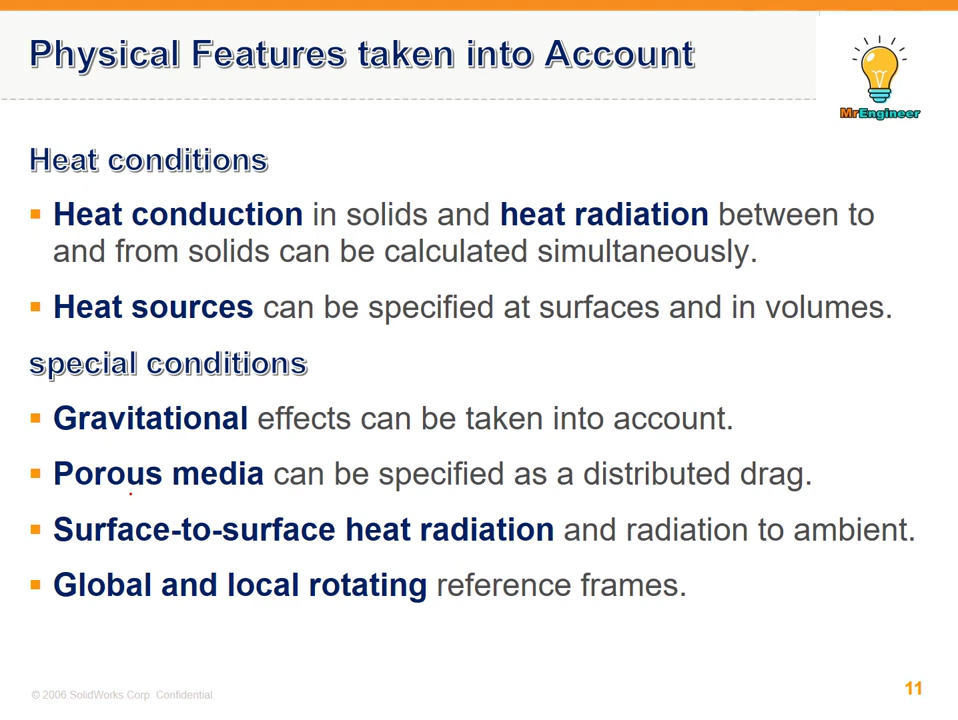 Physical Features taken into Account
MrEngineer
Heat conditions
Heat conduction in solids and heat radiation between to
and from solids can be calculated simultaneously.
Heat sources can be specified at surfaces and in volumes.
special conditions
Gravitational effects can be taken into account.
Porous media can be specified as a distributed drag.
Surface-to-surface heat radiation and radiation to ambient.
Global and local rotating reference frames.
© 2006 SolidWorks Corp. Confidential
11